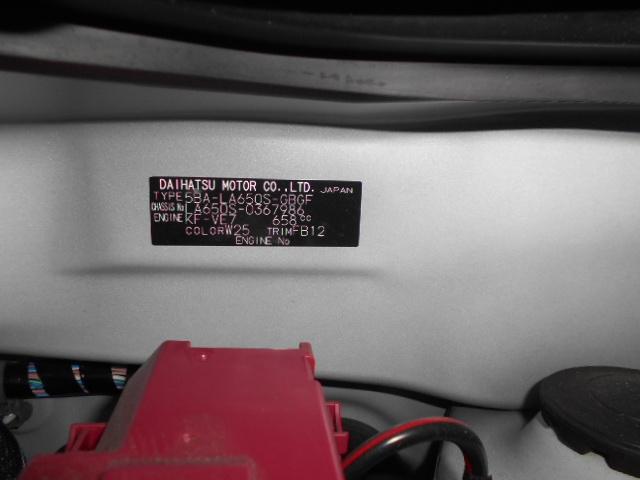 DAIHATSU MOTOR CO.,LTD. JAPAN
TYPE 5BA-LA650S-GBGF
CHASSIS No LA650S-0367986
ENGINE KF-VE7 658cc
COLOR W25 TRIM FB12
ENGINE No